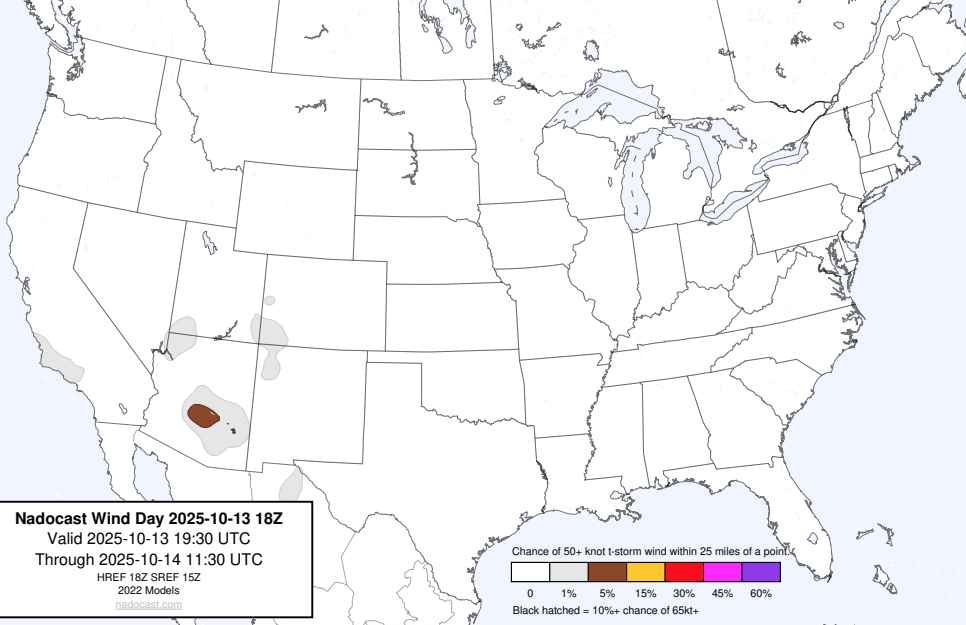 Nadocast Wind Day 2025-10-13 18Z
Valid 2025-10-13 19:30 UTC
Through 2025-10-14 11:30 UTC
HREF 18Z SREF 15Z
2022 Models
nadocast.com
Chance of 50+ knot t-storm wind within 25 miles of a point.
0 1% 5% 15% 30% 45% 60%
Black hatched = 10%+ chance of 65kt+